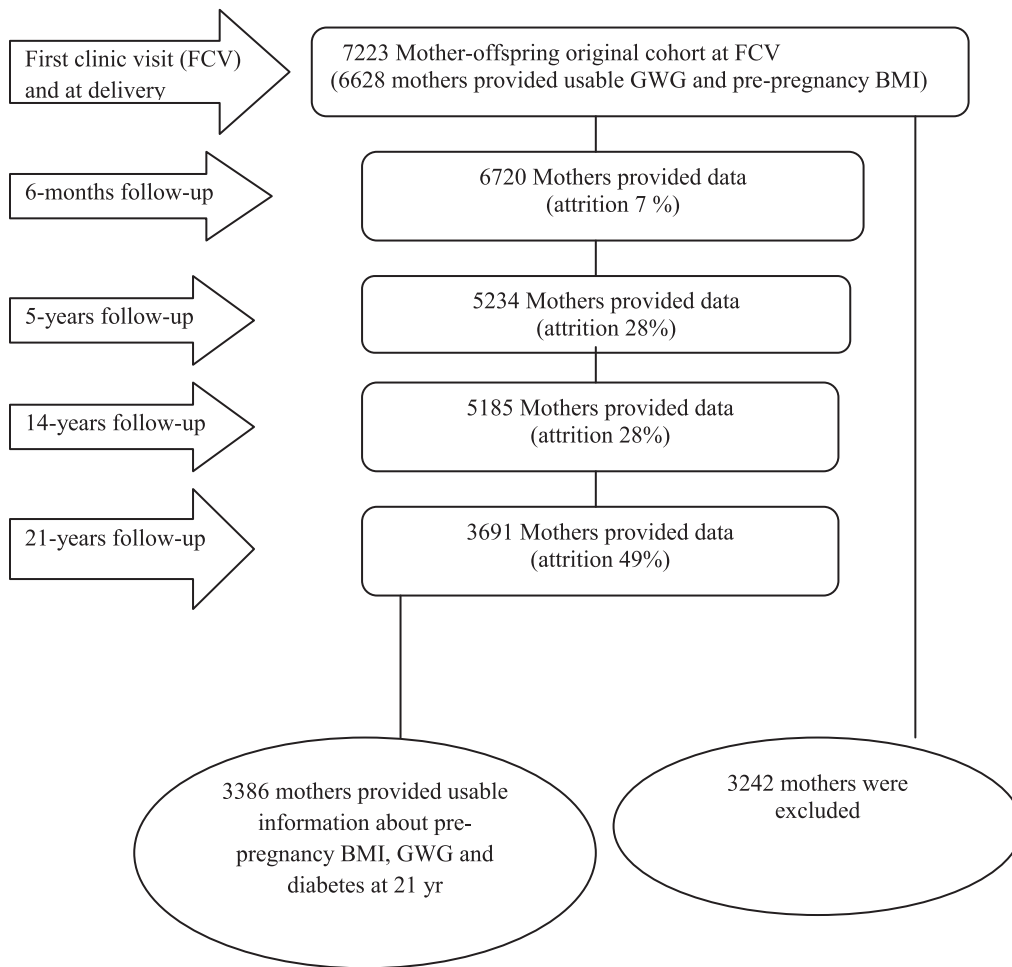 First clinic visit (FCV)
and at delivery
7223 Mother-offspring original cohort at FCV
(6628 mothers provided usable GWG and pre-pregnancy BMI)
6-months follow-up
6720 Mothers provided data
(attrition 7 %)
5-years follow-up
5234 Mothers provided data
(attrition 28%)
14-years follow-up
5185 Mothers provided data
(attrition 28%)
21-years follow-up
3691 Mothers provided data
(attrition 49%)
3386 mothers provided usable
information about pre-
pregnancy BMI, GWG and
diabetes at 21 yr
3242 mothers were
excluded